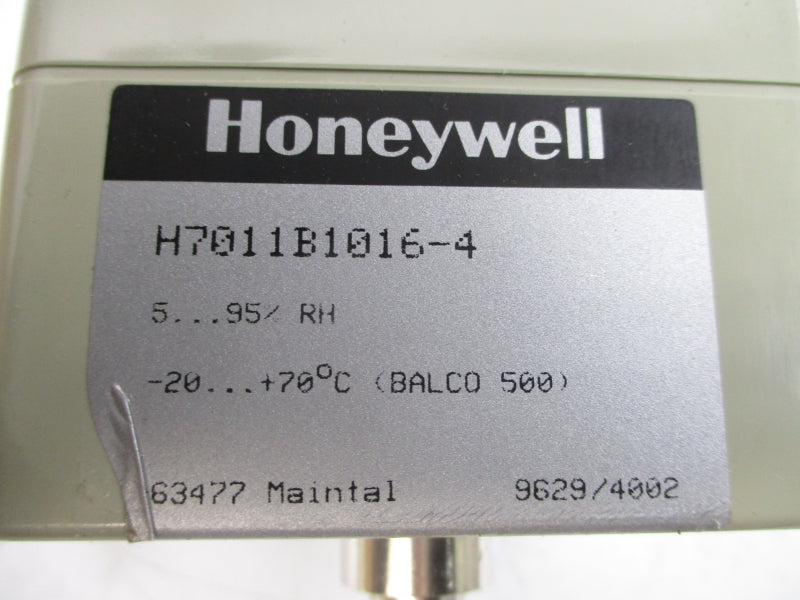 Honeywell
H7011B1016-4
5...95% RH
-20...+70°C (BALCO 500)
63477 Maintal 9629/4002